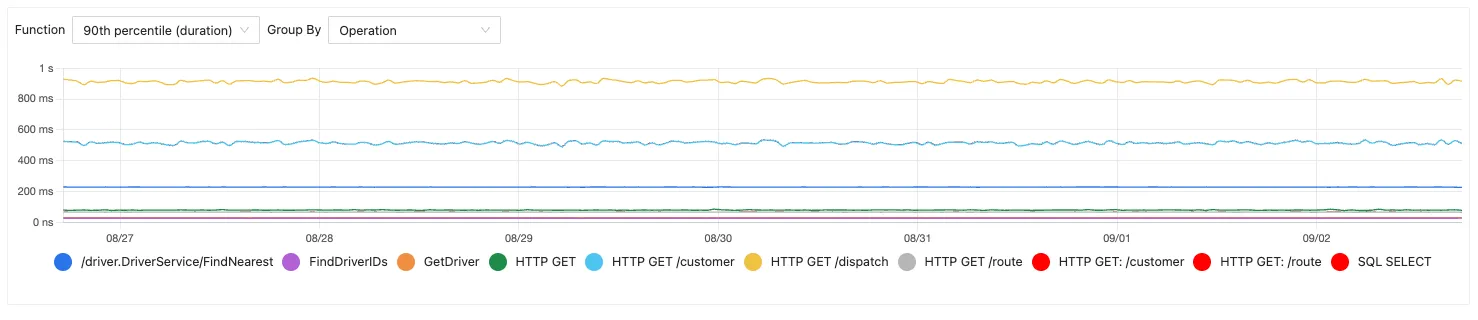 Function 90th percentile (duration) Group By Operation
1 s
800 ms
600 ms
400 ms
200 ms
0 ns
08/27 08/28 08/29 08/30 08/31 09/01 09/02
/driver.DriverService/FindNearest FindDriverIDs GetDriver HTTP GET HTTP GET /customer HTTP GET /dispatch HTTP GET /route HTTP GET: /customer HTTP GET: /route SQL SELECT